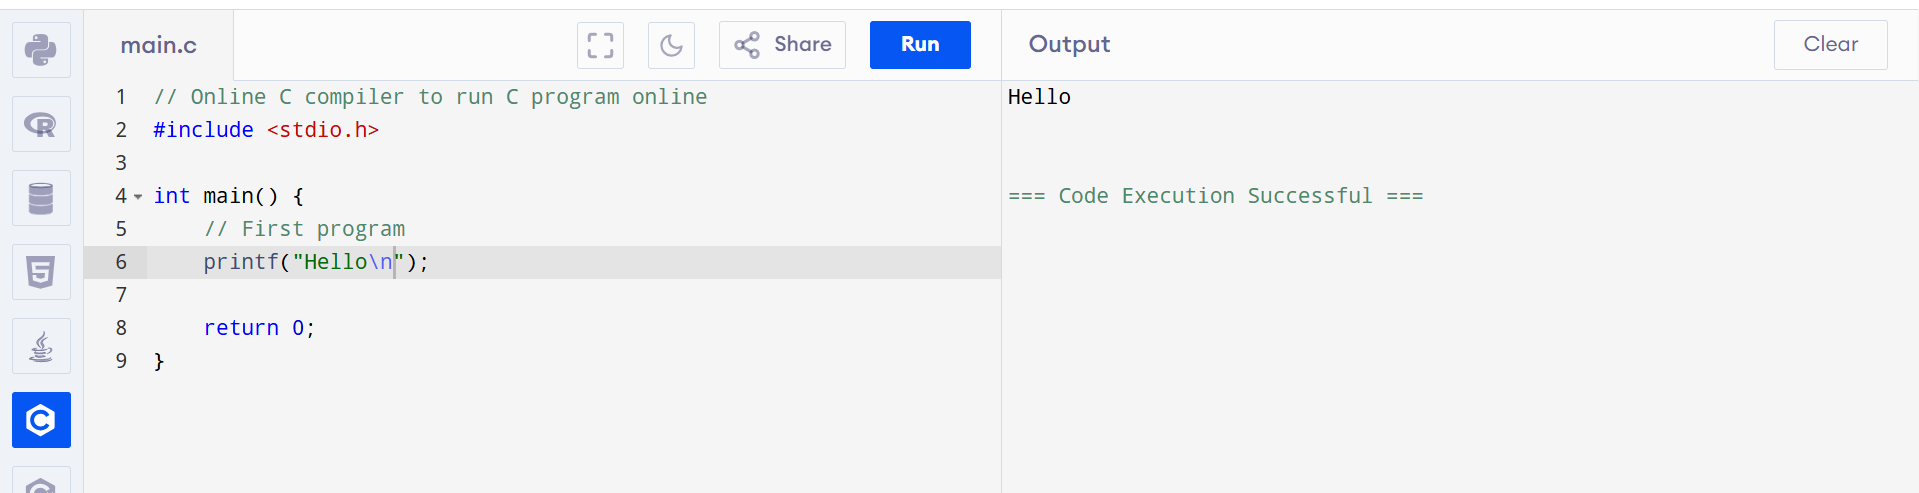 main.c Share Run Output Clear
1 // Online C compiler to run C program online
2 #include <stdio.h>
3
4 int main() {
5     // First program
6     printf("Hello\n");
7
8     return 0;
9 }
Hello
=== Code Execution Successful ===